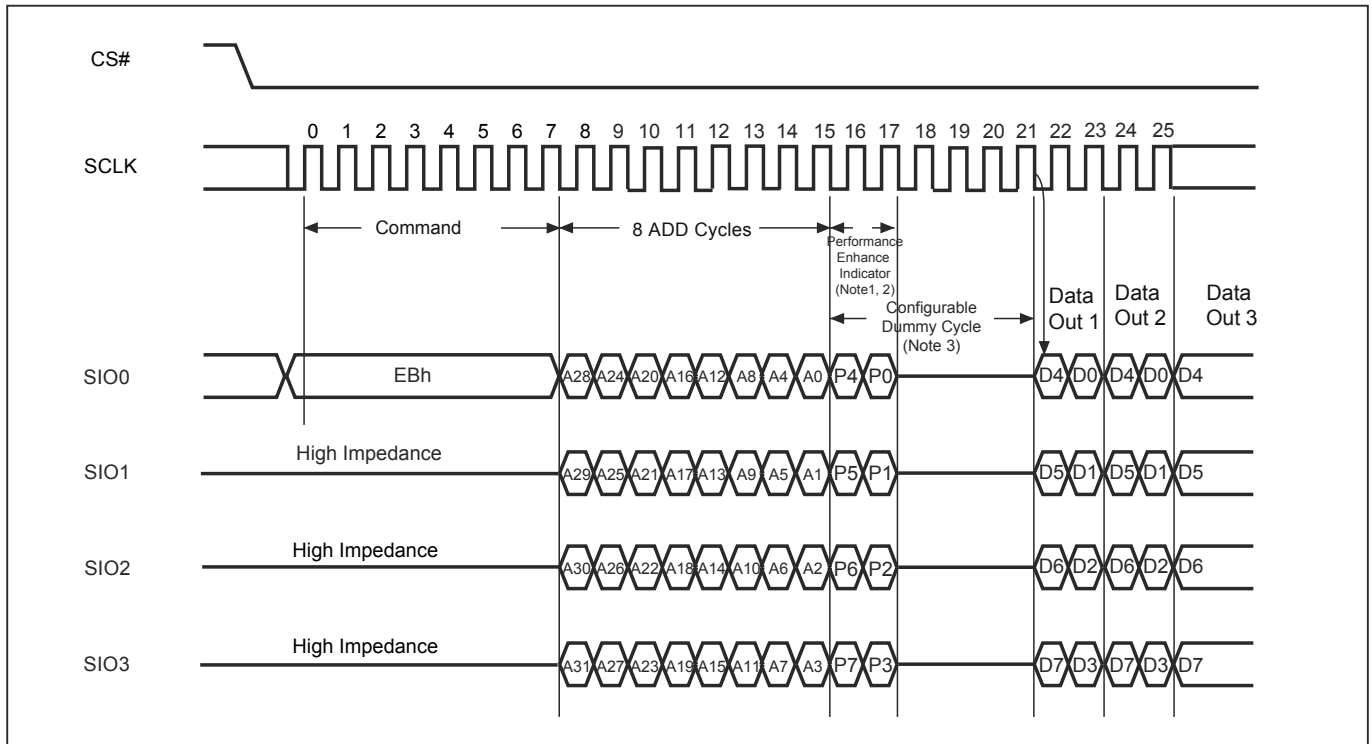 CS#
0 1 2 3 4 5 6 7 8 9 10 11 12 13 14 15 16 17 18 19 20 21 22 23 24 25
SCLK
Command
8 ADD Cycles
Performance
Enhance
Indicator
(Note1, 2)
Configurable
Dummy Cycle
(Note 3)
Data
Out 1
Data
Out 2
Data
Out 3
SIO0
EBh
A28 A24 A20 A16 A12 A8 A4 A0 P4 P0 D4 D0 D4 D0 D4
High Impedance
SIO1
A29 A25 A21 A17 A13 A9 A5 A1 P5 P1 D5 D1 D5 D1 D5
High Impedance
SIO2
A30 A26 A22 A18 A14 A10 A6 A2 P6 P2 D6 D2 D6 D2 D6
High Impedance
SIO3
A31 A27 A23 A19 A15 A11 A7 A3 P7 P3 D7 D3 D7 D3 D7